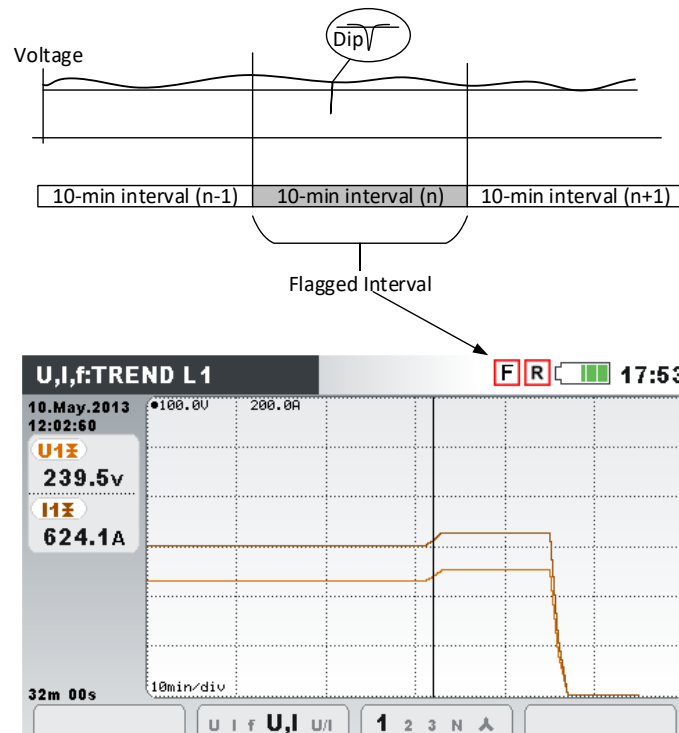 Dip
Voltage
10-min interval (n-1) 10-min interval (n) 10-min interval (n+1)
Flagged Interval
U,I,f:TREND L1 F R 17:53
10.May.2013
12:02:60
100.0V 200.0A
U1
239.5v
I1
624.1A
32m 00s
10min/div
U I f U,I U/I 1 2 3 N